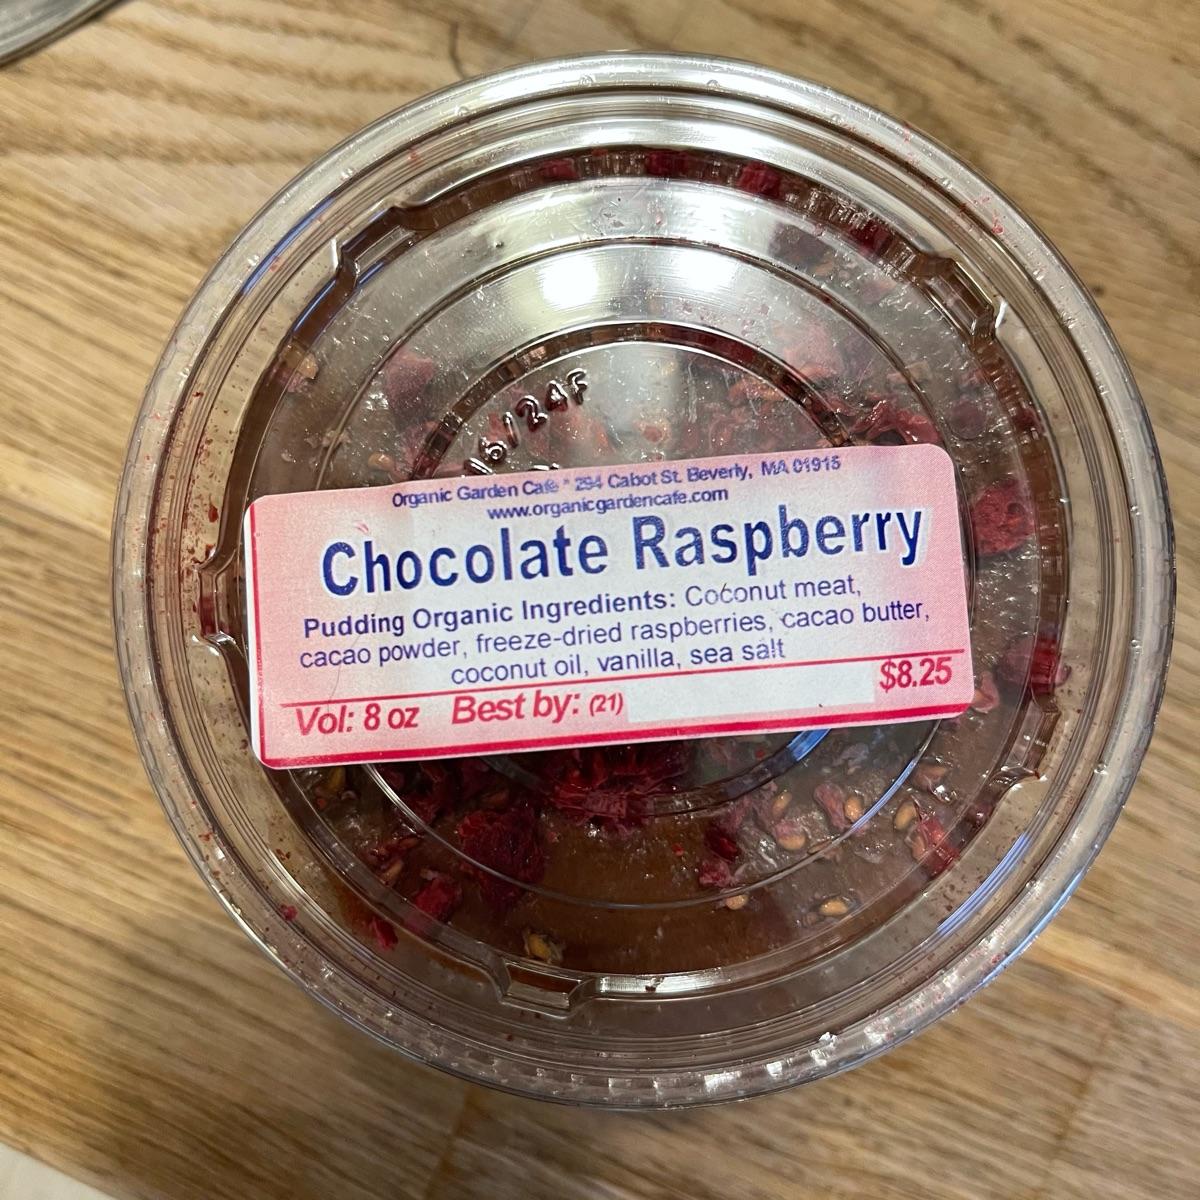 16/24F
Organic Garden Cafe * 294 Cabot St. Beverly, MA 01915
www.organicgardencafe.com
Chocolate Raspberry
Pudding Organic Ingredients: Coconut meat,
cacao powder, freeze-dried raspberries, cacao butter,
coconut oil, vanilla, sea salt
$8.25
Vol: 8 oz Best by: (21)